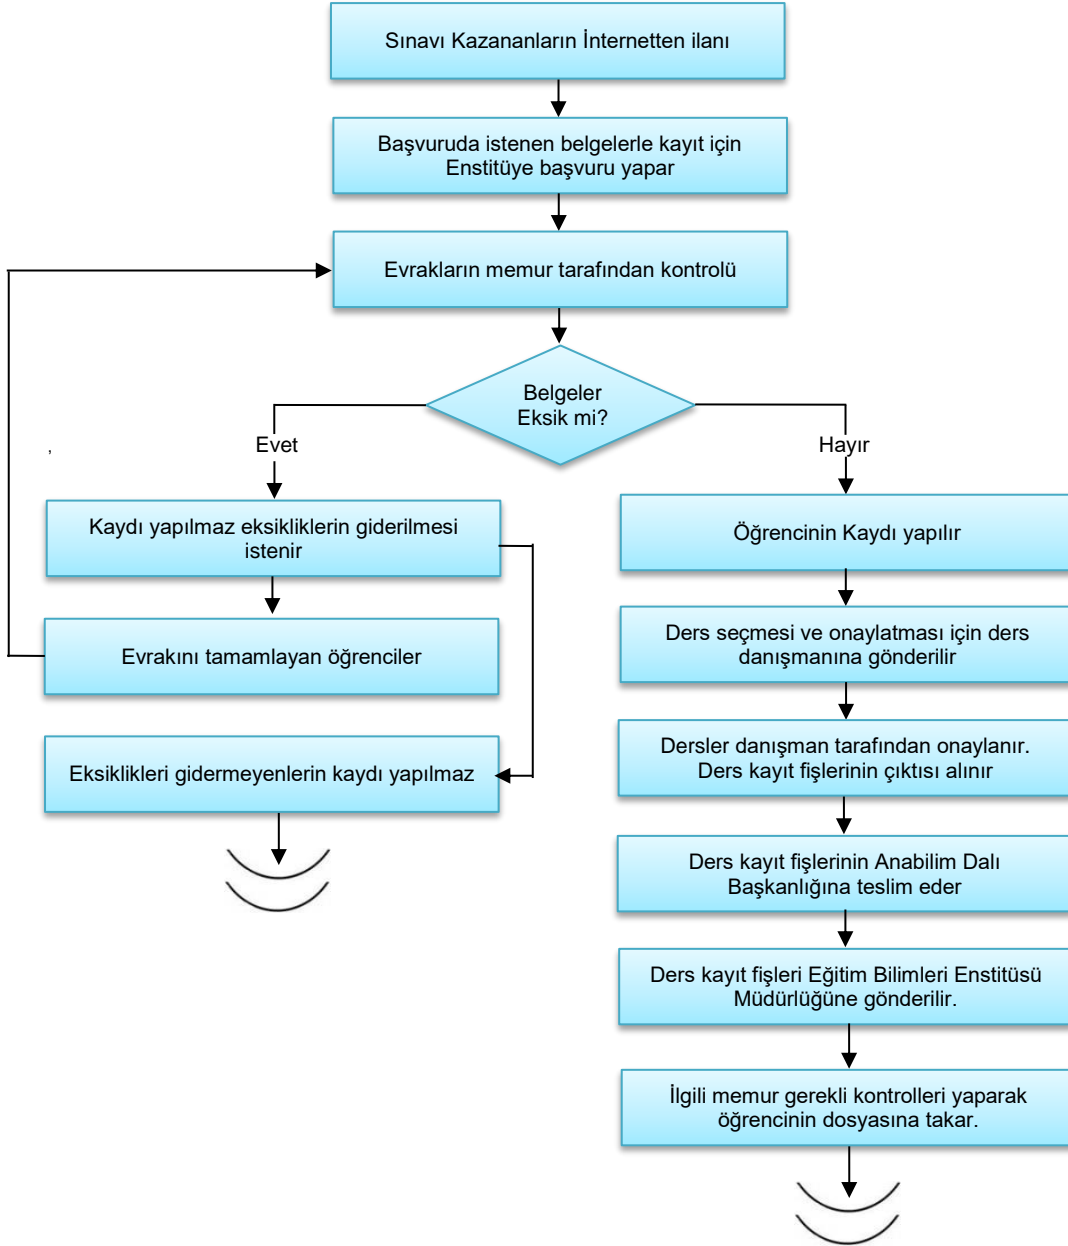 Sınavı Kazananların İnternetten ilanı
Başvuruda istenen belgelerle kayıt için
Enstitüye başvuru yapar
Evrakların memur tarafından kontrolü
Belgeler
Eksik mi?
Evet
Hayır
,
Kaydı yapılmaz eksikliklerin giderilmesi
istenir
Evrakını tamamlayan öğrenciler
Eksiklikleri gidermeyenlerin kaydı yapılmaz
Öğrencinin Kaydı yapılır
Ders seçmesi ve onaylatması için ders
danışmanına gönderilir
Dersler danışman tarafından onaylanır.
Ders kayıt fişlerinin çıktısı alınır
Ders kayıt fişlerinin Anabilim Dalı
Başkanlığına teslim eder
Ders kayıt fişleri Eğitim Bilimleri Enstitüsü
Müdürlüğüne gönderilir.
İlgili memur gerekli kontrolleri yaparak
öğrencinin dosyasına takar.